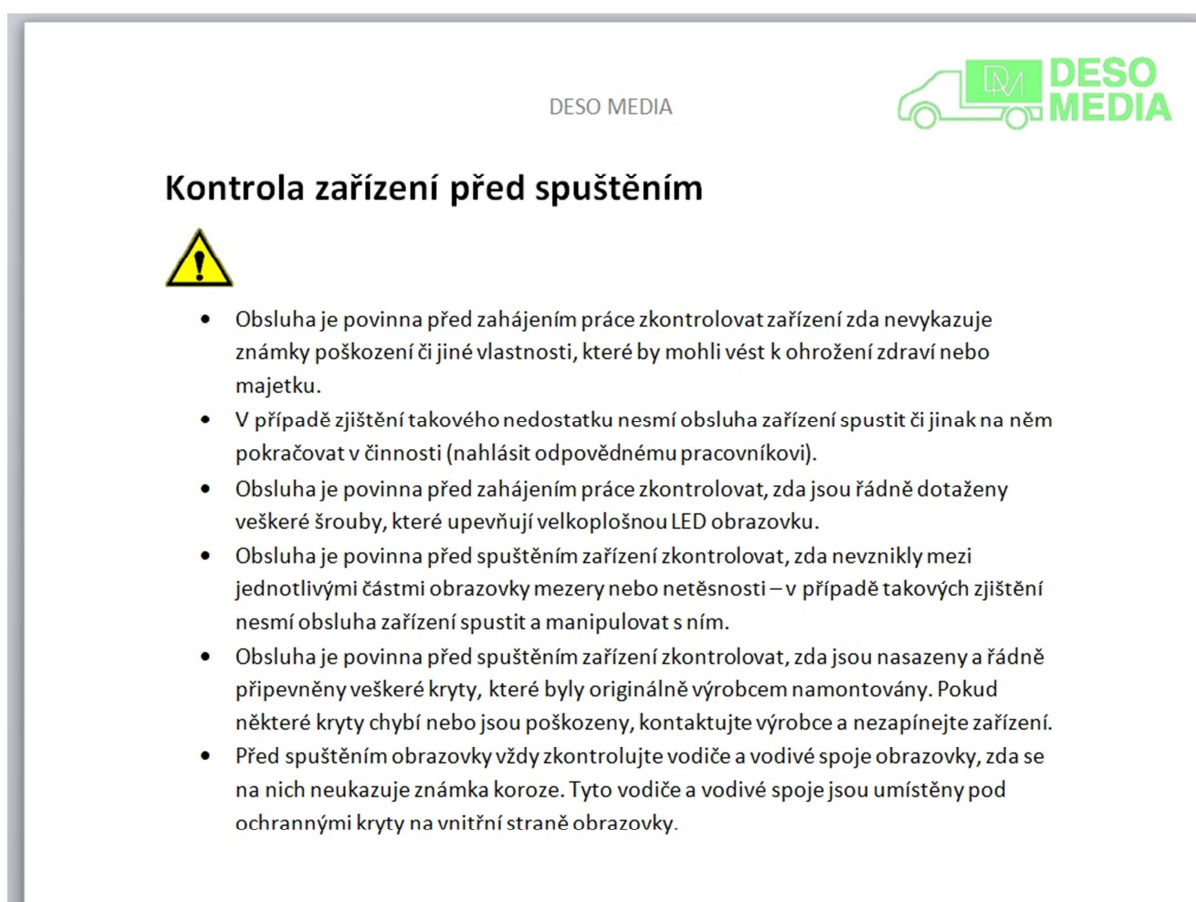 DESO MEDIA
DM DESO
MEDIA
Kontrola zařízení před spuštěním
• Obsluha je povinna před zahájením práce zkontrolovat zařízení zda nevykazuje
známky poškození či jiné vlastnosti, které by mohli vést k ohrožení zdraví nebo
majetku.
• V případě zjištění takového nedostatku nesmí obsluha zařízení spustit či jinak na něm
pokračovat v činnosti (nahlásit odpovědnému pracovníkovi).
• Obsluha je povinna před zahájením práce zkontrolovat, zda jsou řádně dotaženy
veškeré šrouby, které upevňují velkoplošnou LED obrazovku.
• Obsluha je povinna před spuštěním zařízení zkontrolovat, zda nevznikly mezi
jednotlivými částmi obrazovky mezery nebo netěsnosti – v případě takových zjištění
nesmí obsluha zařízení spustit a manipulovat s ním.
• Obsluha je povinna před spuštěním zařízení zkontrolovat, zda jsou nasazeny a řádně
připevněny veškeré kryty, které byly originálně výrobcem namontovány. Pokud
některé kryty chybí nebo jsou poškozeny, kontaktujte výrobce a nezapínejte zařízení.
• Před spuštěním obrazovky vždy zkontrolujte vodiče a vodivé spoje obrazovky, zda se
na nich neukazuje známka koroze. Tyto vodiče a vodivé spoje jsou umístěny pod
ochrannými kryty na vnitřní straně obrazovky.